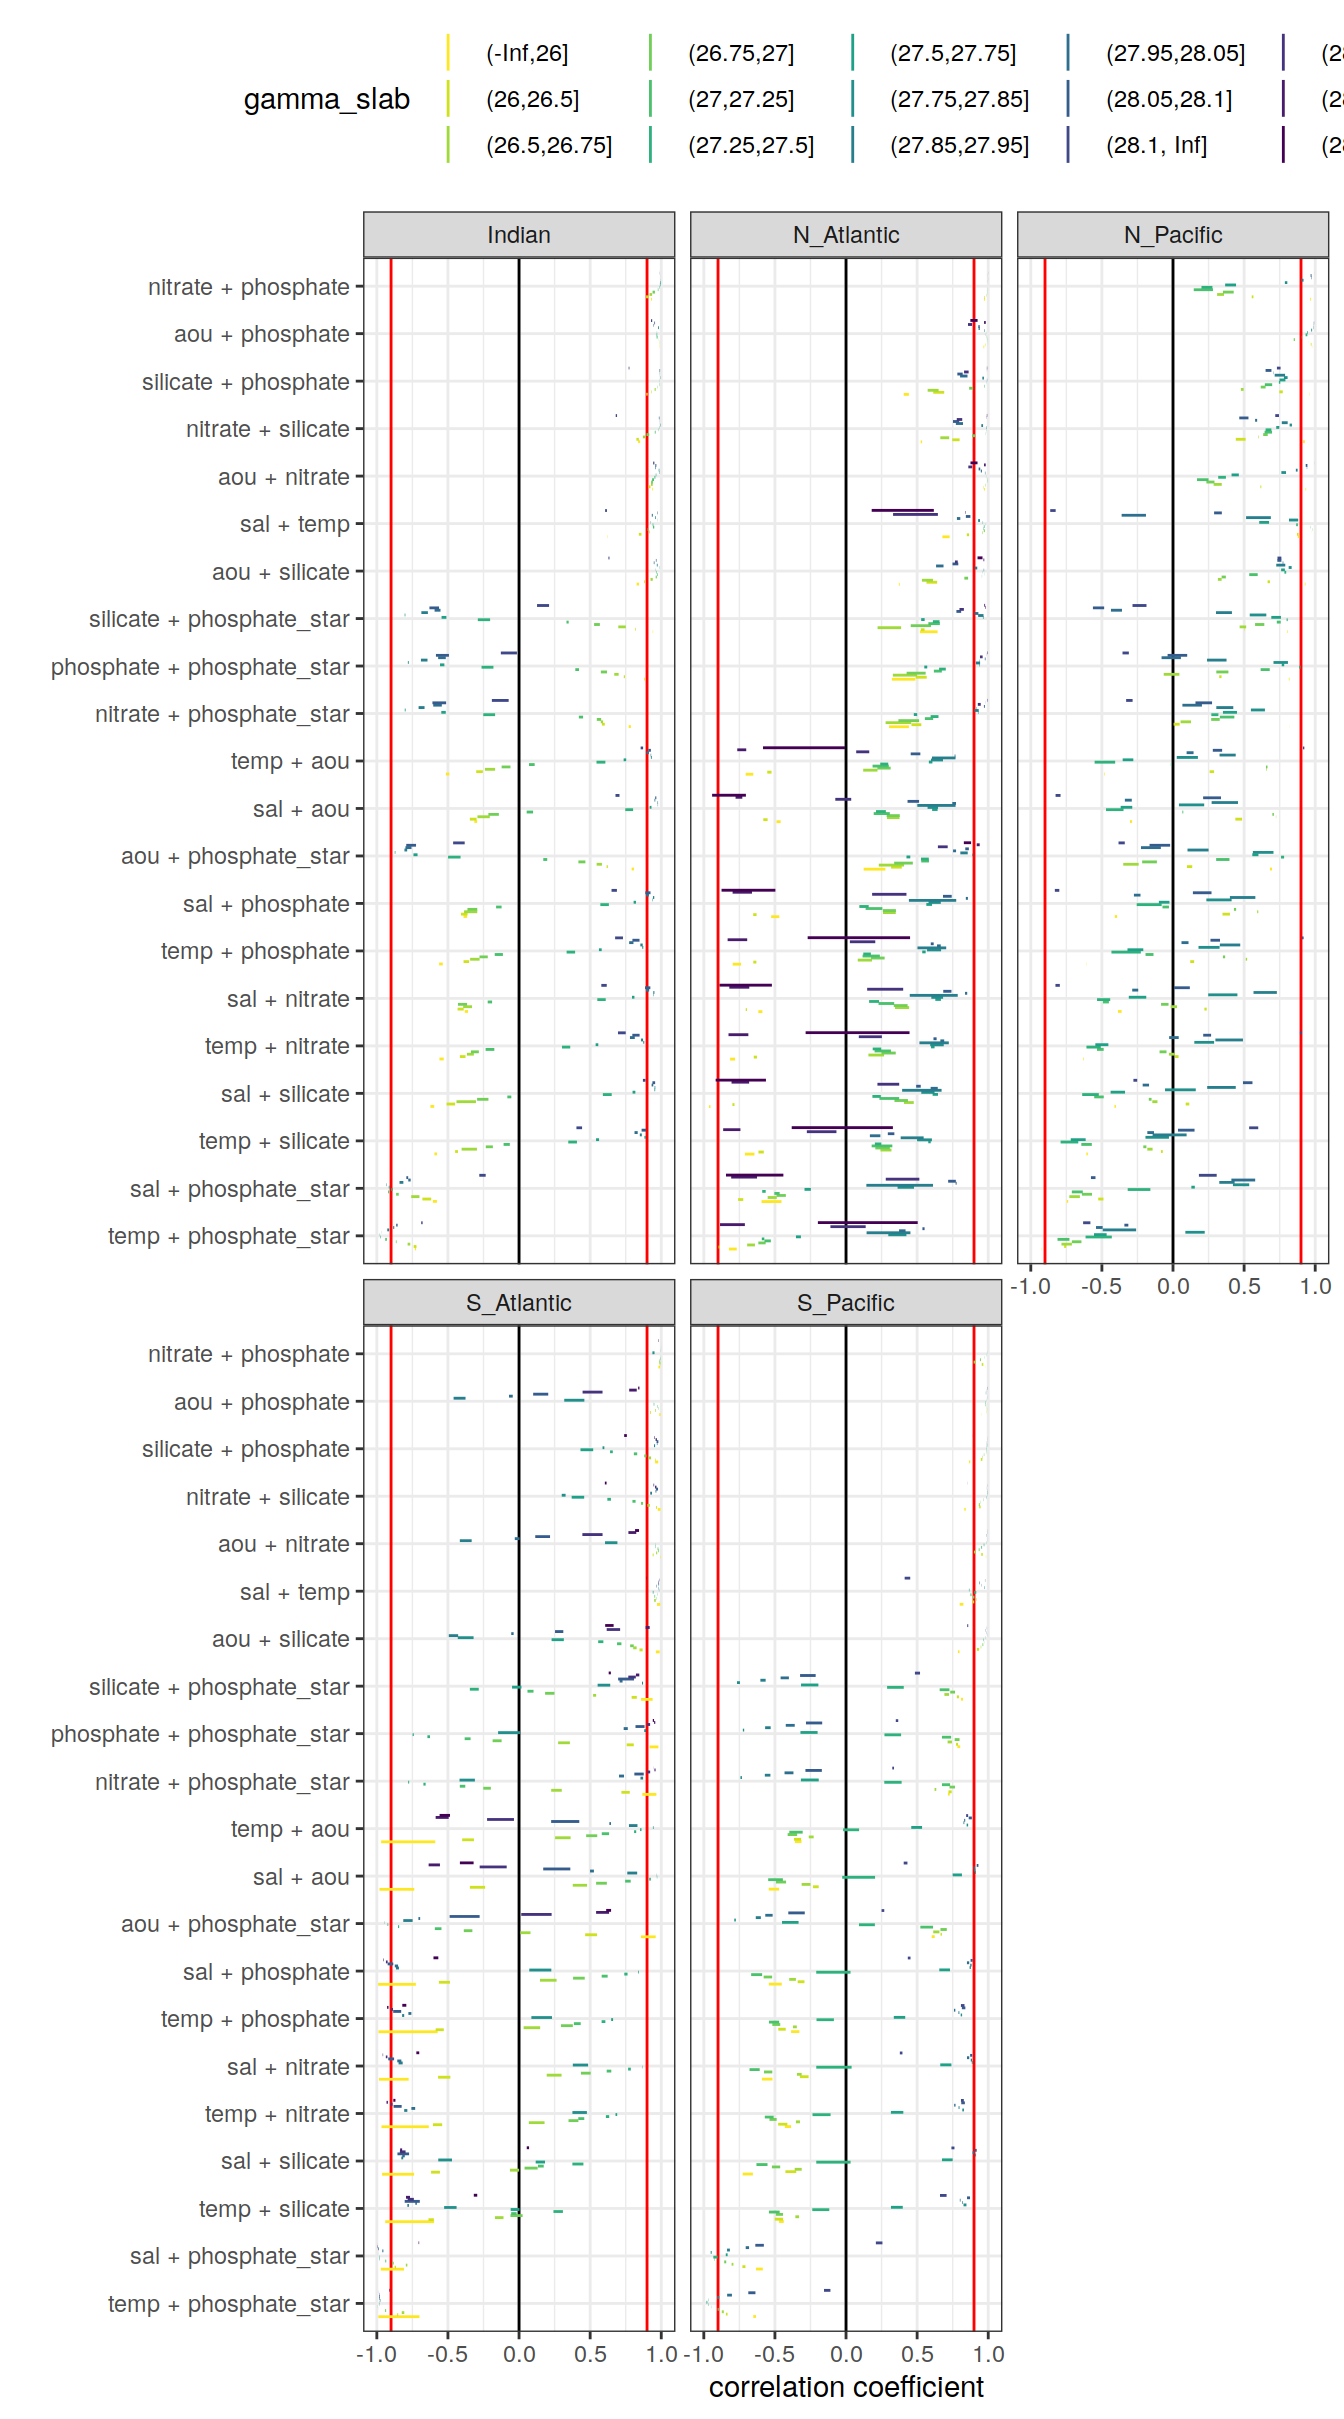 (-Inf,26] (26.75,27] (27.5,27.75] (27.95,28.05]
gamma_slab (26,26.5] (27,27.25] (27.75,27.85] (28.05,28.1]
(26.5,26.75] (27.25,27.5] (27.85,27.95] (28.1, Inf]
Indian N_Atlantic N_Pacific
nitrate + phosphate
aou + phosphate
silicate + phosphate
nitrate + silicate
aou + nitrate
sal + temp
aou + silicate
silicate + phosphate_star
phosphate + phosphate_star
nitrate + phosphate_star
temp + aou
sal + aou
aou + phosphate_star
sal + phosphate
temp + phosphate
sal + nitrate
temp + nitrate
sal + silicate
temp + silicate
sal + phosphate_star
temp + phosphate_star
-1.0 -0.5 0.0 0.5 1.0
S_Atlantic S_Pacific
nitrate + phosphate
aou + phosphate
silicate + phosphate
nitrate + silicate
aou + nitrate
sal + temp
aou + silicate
silicate + phosphate_star
phosphate + phosphate_star
nitrate + phosphate_star
temp + aou
sal + aou
aou + phosphate_star
sal + phosphate
temp + phosphate
sal + nitrate
temp + nitrate
sal + silicate
temp + silicate
sal + phosphate_star
temp + phosphate_star
-1.0 -0.5 0.0 0.5 1.0 -1.0 -0.5 0.0 0.5 1.0
correlation coefficient